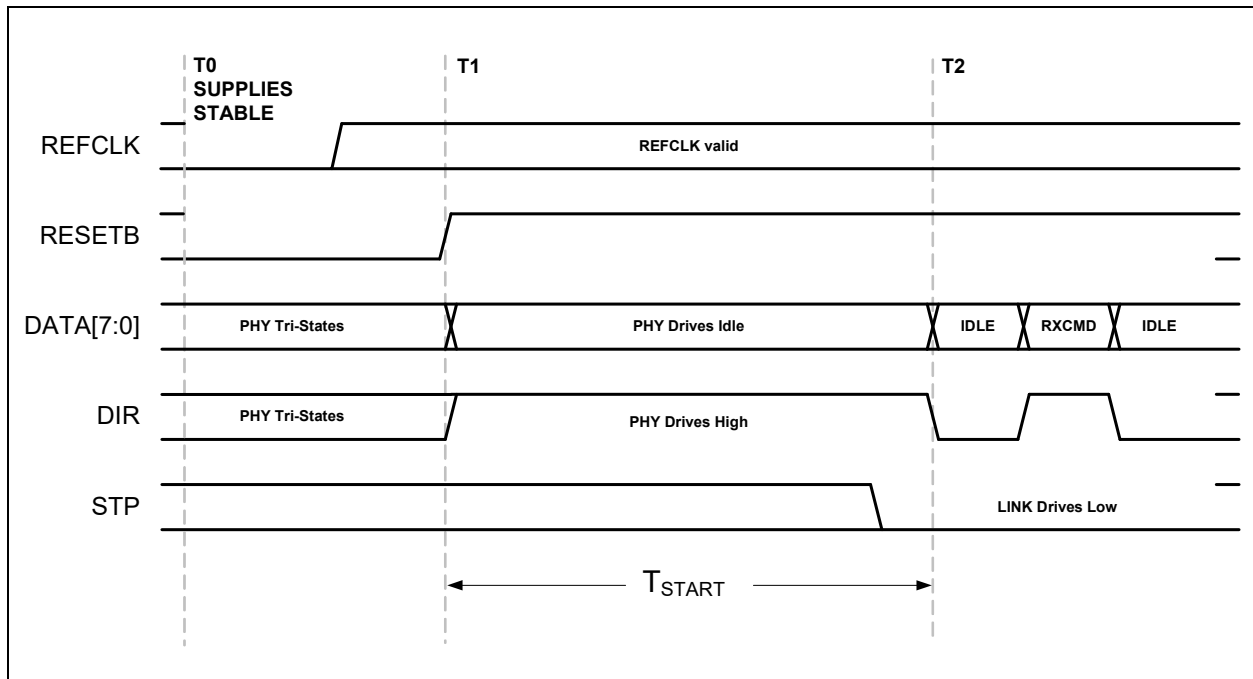 T0
SUPPLIES
STABLE
T1
T2
REFCLK
REFCLK valid
RESETB
DATA[7:0]
PHY Tri-States
PHY Drives Idle
IDLE
RXCMD
IDLE
DIR
PHY Tri-States
PHY Drives High
STP
LINK Drives Low
TSTART